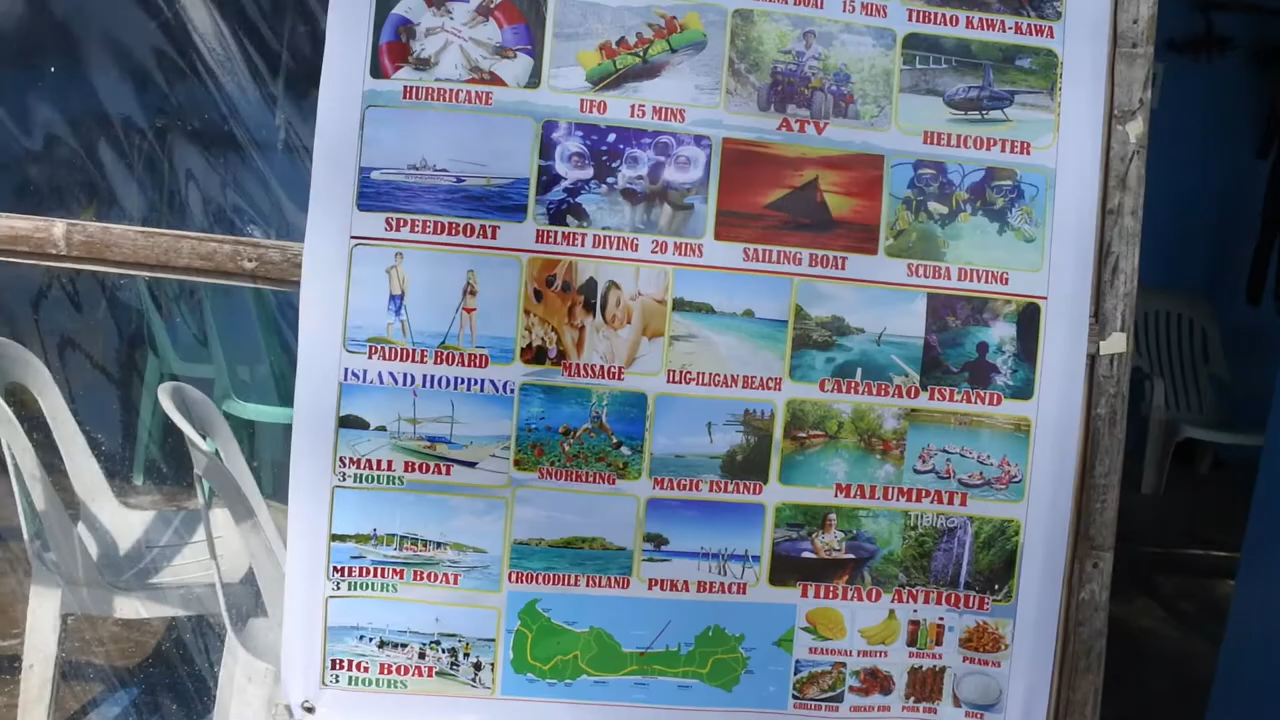 BOAT 15 MINS
TIBIAO KAWA-KAWA
HURRICANE
UFO 15 MINS
ATV
HELICOPTER
SPEEDBOAT
HELMET DIVING 20 MINS
SAILING BOAT
SCUBA DIVING
PADDLE BOARD
MASSAGE
ILIG-ILIGAN BEACH
CARABAO ISLAND
ISLAND HOPPING
SMALL BOAT
3-HOURS
SNORKLING
MAGIC ISLAND
MALUMPATI
MEDIUM BOAT
3 HOURS
CROCODILE ISLAND
PUKA BEACH
TIBIAO
TIBIAO ANTIQUE
BIG BOAT
3 HOURS
SEASONAL FRUITS
DRINKS
PRAWNS
GRILLED FISH
CHICKEN BBQ
PORK BBQ
RICE